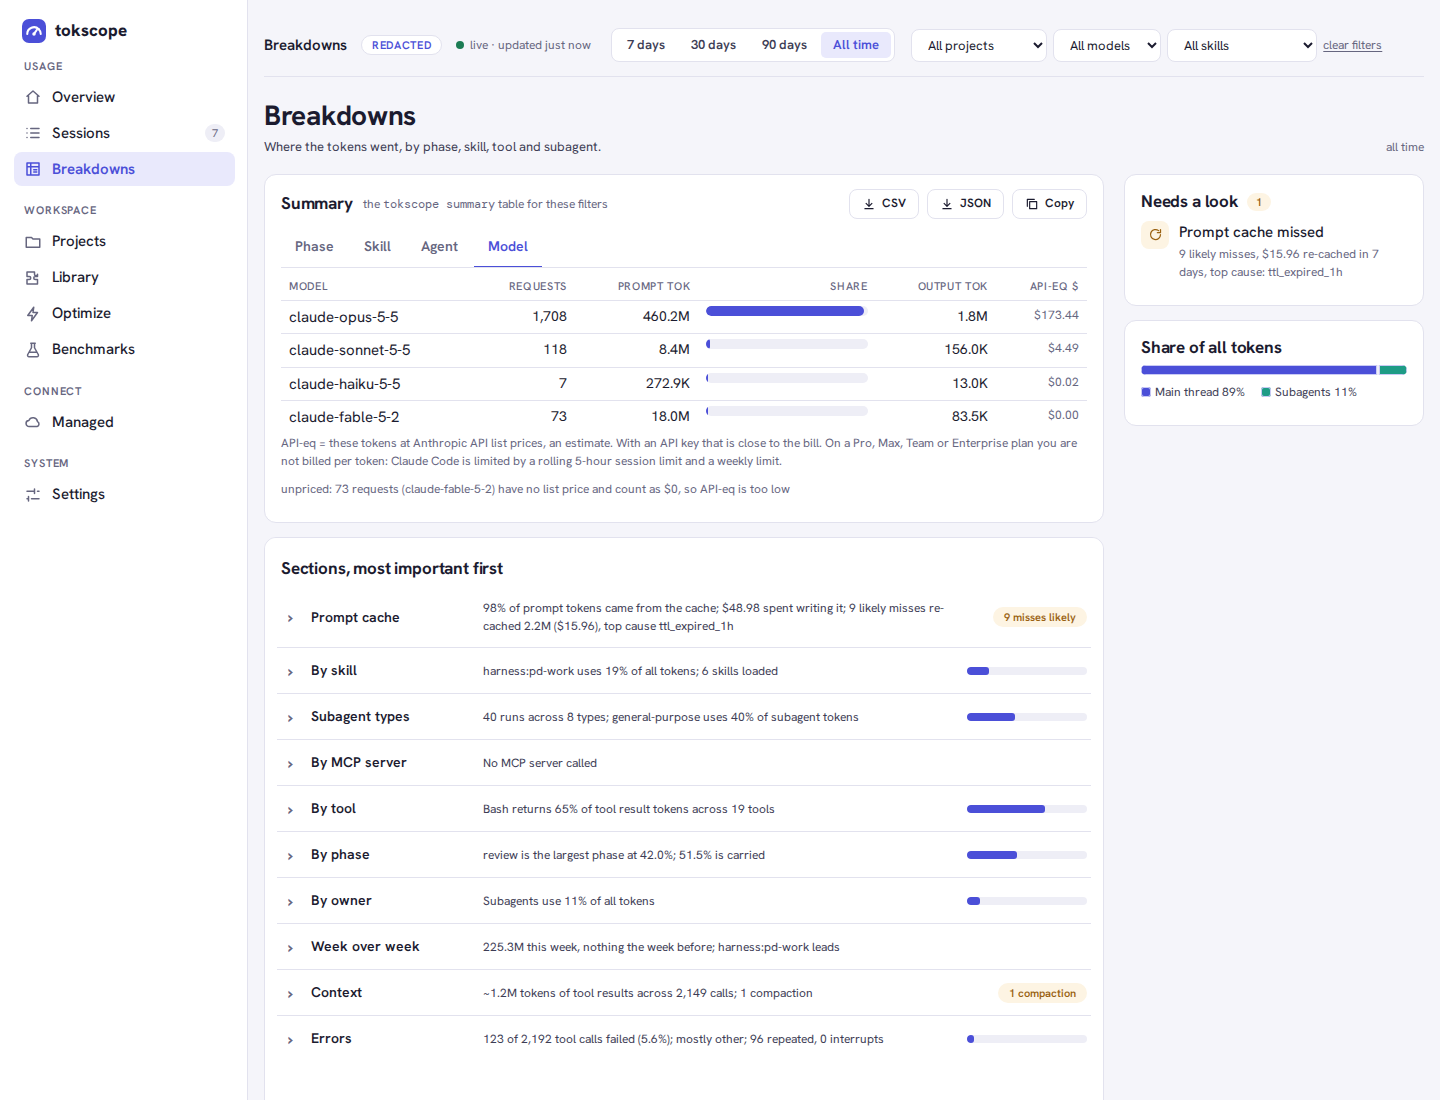 tokscope
USAGE
Overview
Sessions 7
Breakdowns
WORKSPACE
Projects
Library
Optimize
Benchmarks
CONNECT
Managed
SYSTEM
Settings
Breakdowns REDACTED live · updated just now 7 days 30 days 90 days All time All projects All models All skills clear filters
Breakdowns
Where the tokens went, by phase, skill, tool and subagent. all time
Summary the tokscope summary table for these filters CSV JSON Copy
Phase Skill Agent Model
MODEL REQUESTS PROMPT TOK SHARE OUTPUT TOK API-EQ $
claude-opus-5-5 1,708 460.2M 1.8M $173.44
claude-sonnet-5-5 118 8.4M 156.0K $4.49
claude-haiku-5-5 7 272.9K 13.0K $0.02
claude-fable-5-2 73 18.0M 83.5K $0.00
API-eq = these tokens at Anthropic API list prices, an estimate. With an API key that is close to the bill. On a Pro, Max, Team or Enterprise plan you are
not billed per token: Claude Code is limited by a rolling 5-hour session limit and a weekly limit.
unpriced: 73 requests (claude-fable-5-2) have no list price and count as $0, so API-eq is too low
Sections, most important first
Prompt cache 98% of prompt tokens came from the cache; $48.98 spent writing it; 9 likely misses re-
cached 2.2M ($15.96), top cause ttl_expired_1h 9 misses likely
By skill harness:pd-work uses 19% of all tokens; 6 skills loaded
Subagent types 40 runs across 8 types; general-purpose uses 40% of subagent tokens
By MCP server No MCP server called
By tool Bash returns 65% of tool result tokens across 19 tools
By phase review is the largest phase at 42.0%; 51.5% is carried
By owner Subagents use 11% of all tokens
Week over week 225.3M this week, nothing the week before; harness:pd-work leads
Context ~1.2M tokens of tool results across 2,149 calls; 1 compaction 1 compaction
Errors 123 of 2,192 tool calls failed (5.6%); mostly other; 96 repeated, 0 interrupts
Needs a look 1
Prompt cache missed
9 likely misses, $15.96 re-cached in 7
days, top cause: ttl_expired_1h
Share of all tokens
Main thread 89% Subagents 11%